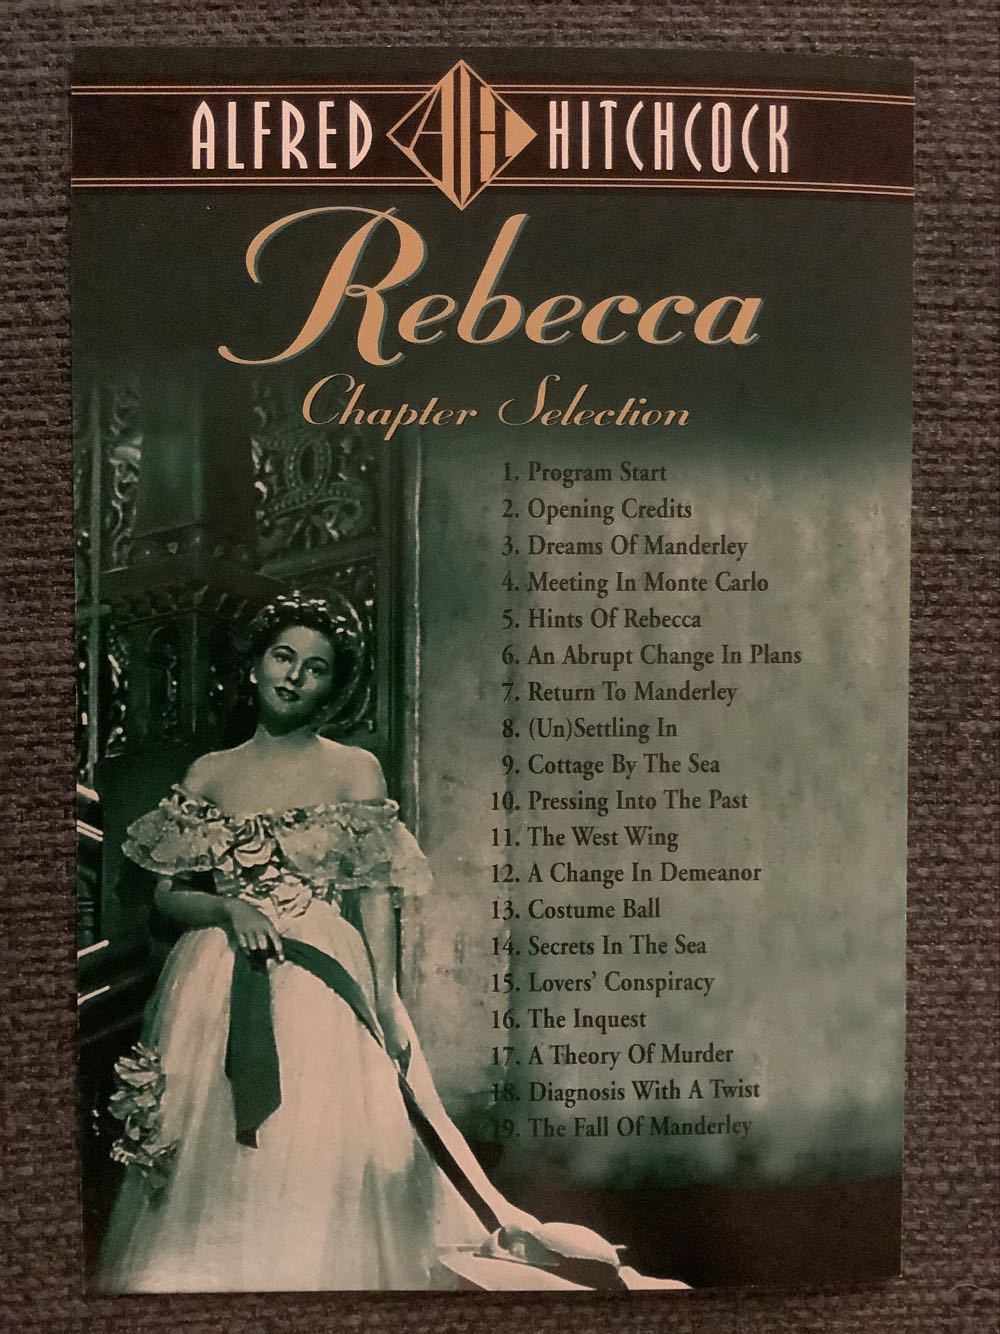 ALFRED AH HITCHCOCK
Rebecca
Chapter Selection
1. Program Start
2. Opening Credits
3. Dreams Of Manderley
4. Meeting In Monte Carlo
5. Hints Of Rebecca
6. An Abrupt Change In Plans
7. Return To Manderley
8. (Un)Settling In
9. Cottage By The Sea
10. Pressing Into The Past
11. The West Wing
12. A Change In Demeanor
13. Costume Ball
14. Secrets In The Sea
15. Lovers’ Conspiracy
16. The Inquest
17. A Theory Of Murder
18. Diagnosis With A Twist
19. The Fall Of Manderley